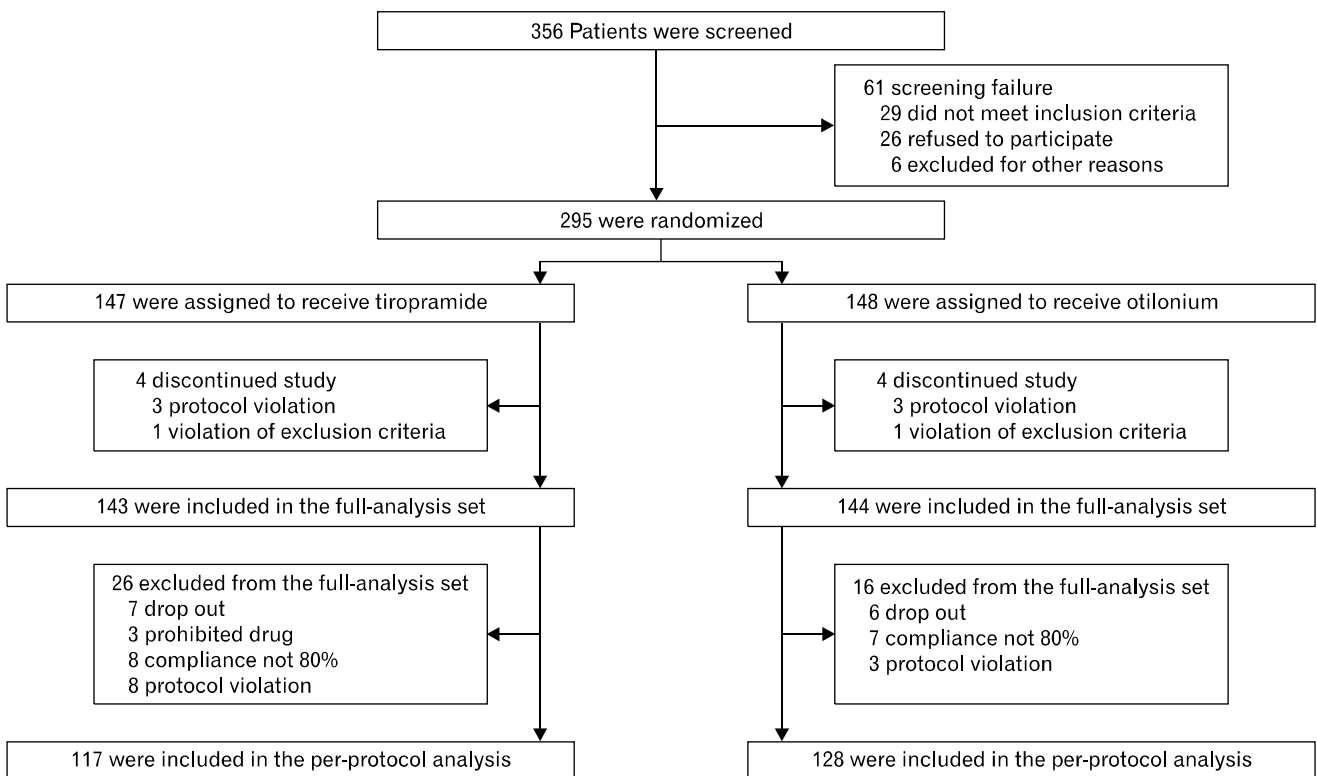 356 Patients were screened
61 screening failure
29 did not meet inclusion criteria
26 refused to participate
6 excluded for other reasons
295 were randomized
147 were assigned to receive tiropramide
148 were assigned to receive otilonium
4 discontinued study
3 protocol violation
1 violation of exclusion criteria
4 discontinued study
3 protocol violation
1 violation of exclusion criteria
143 were included in the full-analysis set
144 were included in the full-analysis set
26 excluded from the full-analysis set
7 drop out
3 prohibited drug
8 compliance not 80%
8 protocol violation
16 excluded from the full-analysis set
6 drop out
7 compliance not 80%
3 protocol violation
117 were included in the per-protocol analysis
128 were included in the per-protocol analysis